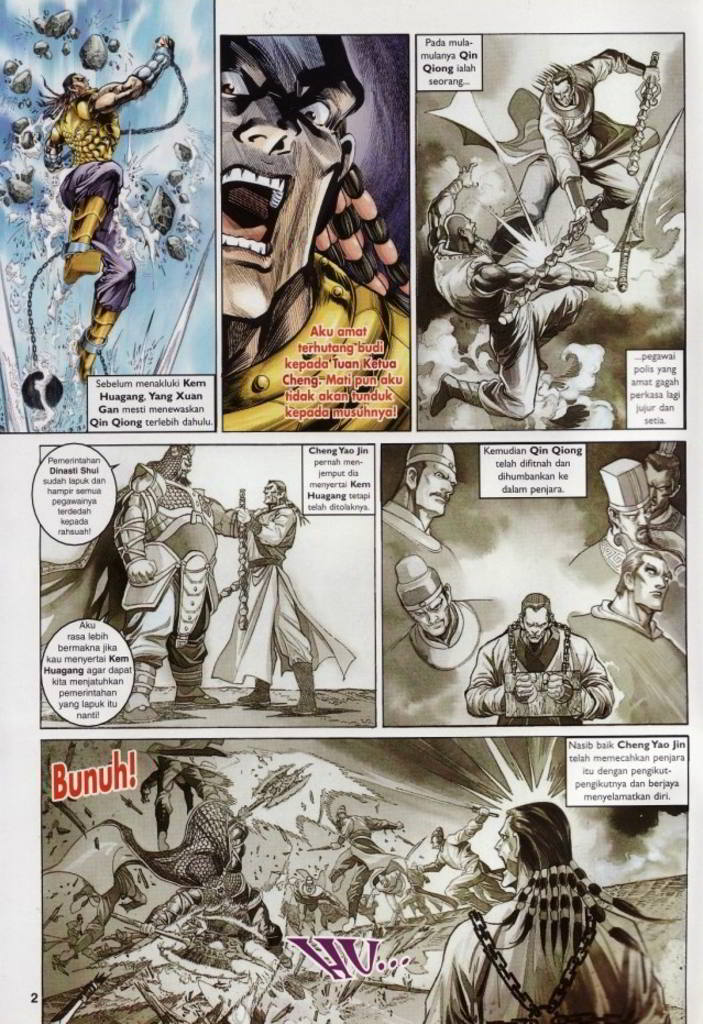 Sebelum menakluki Kem
Huagang, Yang Xuan
Gan mesti menewaskan
Qin Qiong terlebih dahulu.
Aku amat
terhutang budi
kepada Tuan Ketua
Cheng. Mati pun aku
tidak akan tunduk
kepada musuhnya!
Pada mula-
mulanya Qin
Qiong ialah
seorang...
...pegawai
polis yang
amat gagah
perkasa lagi
jujur dan
setia.
Pemerintahan
Dinasti Shui
sudah lapuk dan
hampir semua
pegawainya
terdedah
kepada
rahsuah!
Cheng Yao Jin
pernah men-
jemput dia
menyertai Kem
Huagang tetapi
telah ditolaknya.
Aku
rasa lebih
bermakna jika
kau menyertai Kem
Huagang agar dapat
kita menjatuhkan
pemerintahan
yang lapuk itu
nanti!
Kemudian Qin Qiong
telah difitnah dan
dihumbankan ke
dalam penjara.
Bunuh!
Nasib baik Cheng Yao Jin
telah memecahkan penjara
itu dengan pengikut-
pengikutnya dan berjaya
menyelamatkan diri.
HU...
2